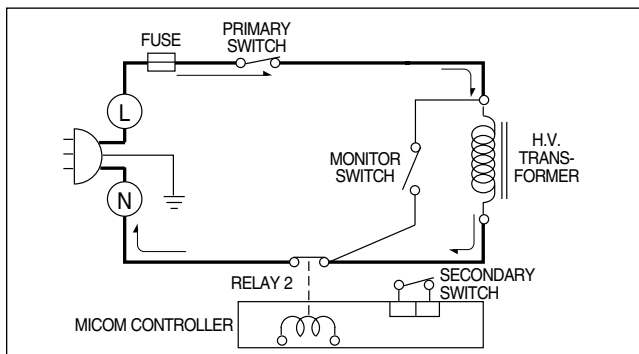 FUSE
PRIMARY
SWITCH
L
N
MONITOR
SWITCH
H.V.
TRANS-
FORMER
RELAY 2
SECONDARY
SWITCH
MICOM CONTROLLER